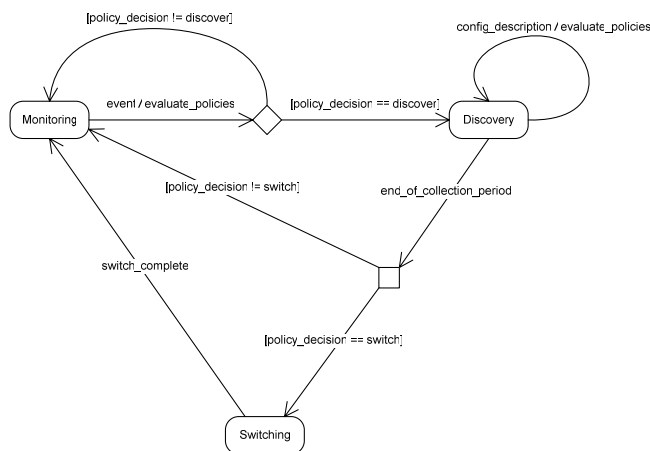 [policy_decision != discover]
config_description / evaluate_policies
event / evaluate_policies
[policy_decision == discover]
Monitoring
Discovery
[policy_decision != switch]
end_of_collection_period
switch_complete
[policy_decision == switch]
Switching